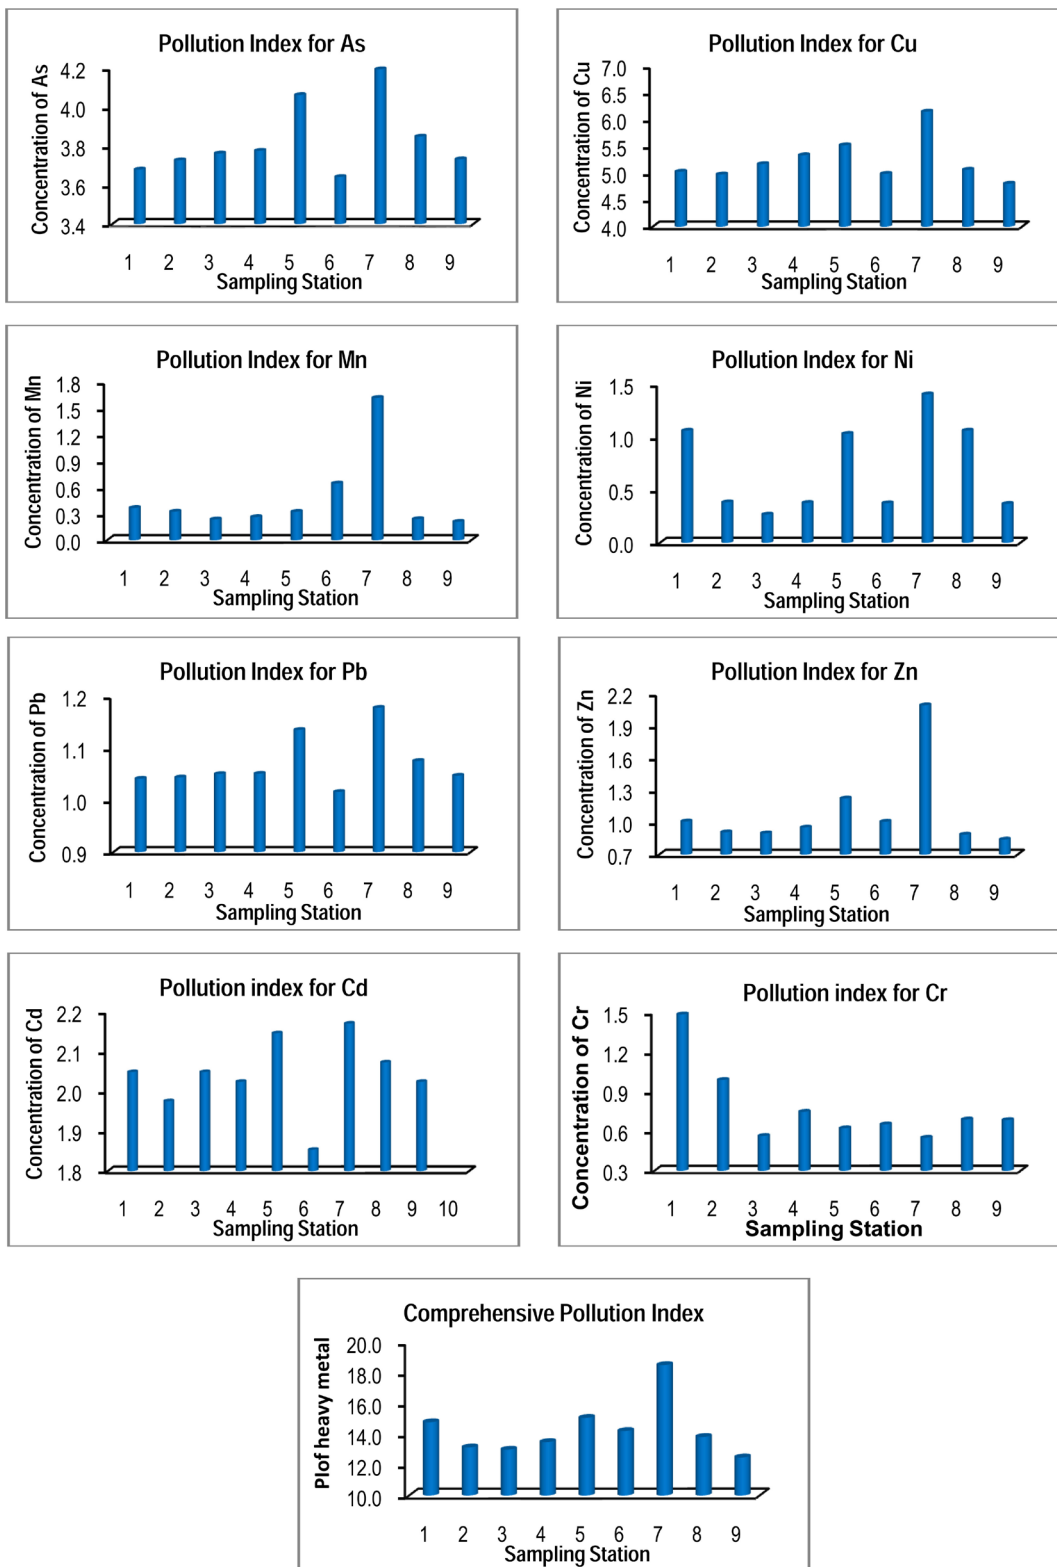 Pollution Index for As
Concentration of As
4.2
4.0
3.8
3.6
3.4
1 2 3 4 5 6 7 8 9
Sampling Station
Pollution Index for Cu
Concentration of Cu
7.0
6.5
6.0
5.5
5.0
4.5
4.0
1 2 3 4 5 6 7 8 9
Sampling Station
Pollution Index for Mn
Concentration of Mn
1.8
1.5
1.2
0.9
0.6
0.3
0.0
1 2 3 4 5 6 7 8 9
Sampling Station
Pollution Index for Ni
Concentration of Ni
1.5
1.0
0.5
0.0
1 2 3 4 5 6 7 8 9
Sampling Station
Pollution Index for Pb
Concentration of Pb
1.2
1.1
1.0
0.9
1 2 3 4 5 6 7 8 9
Sampling Station
Pollution Index for Zn
Concentration of Zn
2.2
1.9
1.6
1.3
1.0
0.7
1 2 3 4 5 6 7 8 9
Sampling Station
Pollution index for Cd
Concentration of Cd
2.2
2.1
2.0
1.9
1.8
1 2 3 4 5 6 7 8 9 10
Sampling Station
Pollution index for Cr
Concentration of Cr
1.5
1.2
0.9
0.6
0.3
1 2 3 4 5 6 7 8 9
Sampling Station
Comprehensive Pollution Index
PIof heavy metal
20.0
18.0
16.0
14.0
12.0
10.0
1 2 3 4 5 6 7 8 9
Sampling Station